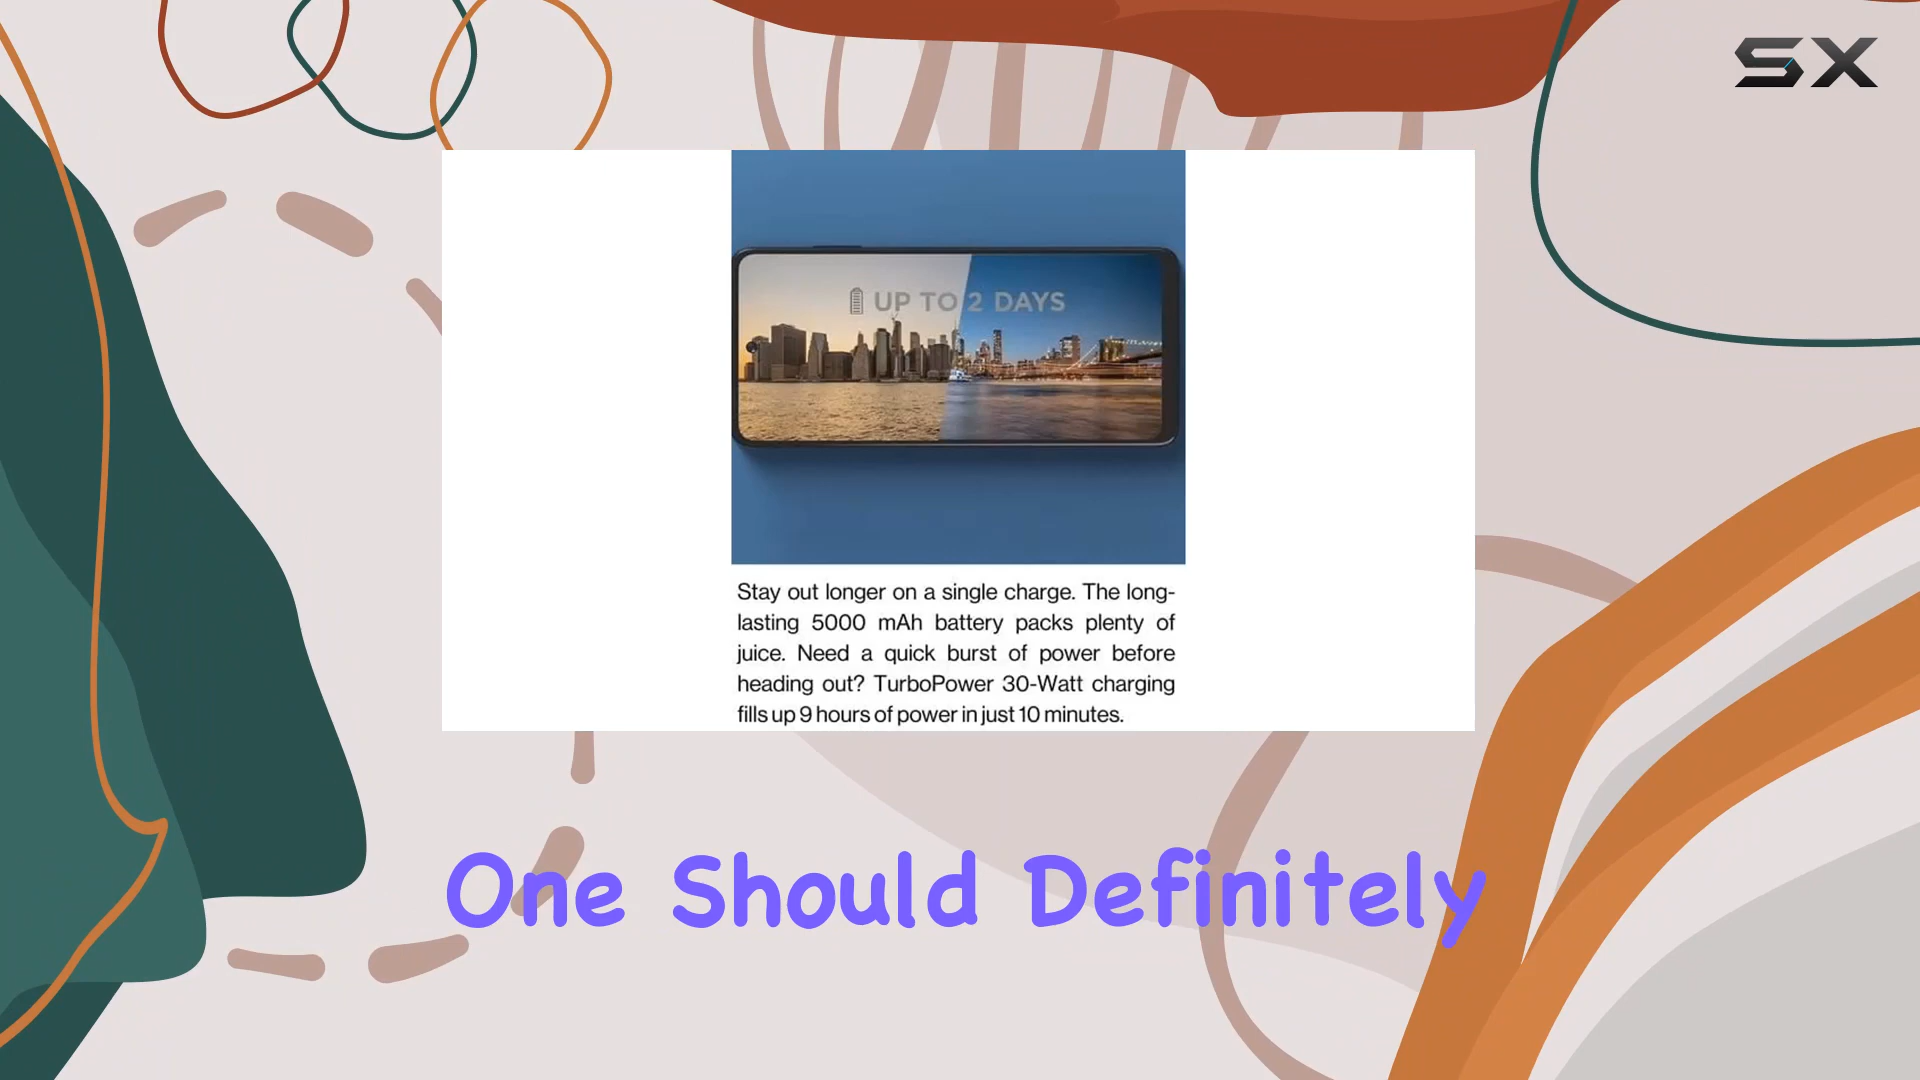 SX
UP TO 2 DAYS
Stay out longer on a single charge. The long-
lasting 5000 mAh battery packs plenty of
juice. Need a quick burst of power before
heading out? TurboPower 30-Watt charging
fills up 9 hours of power in just 10 minutes.
One Should Definitely